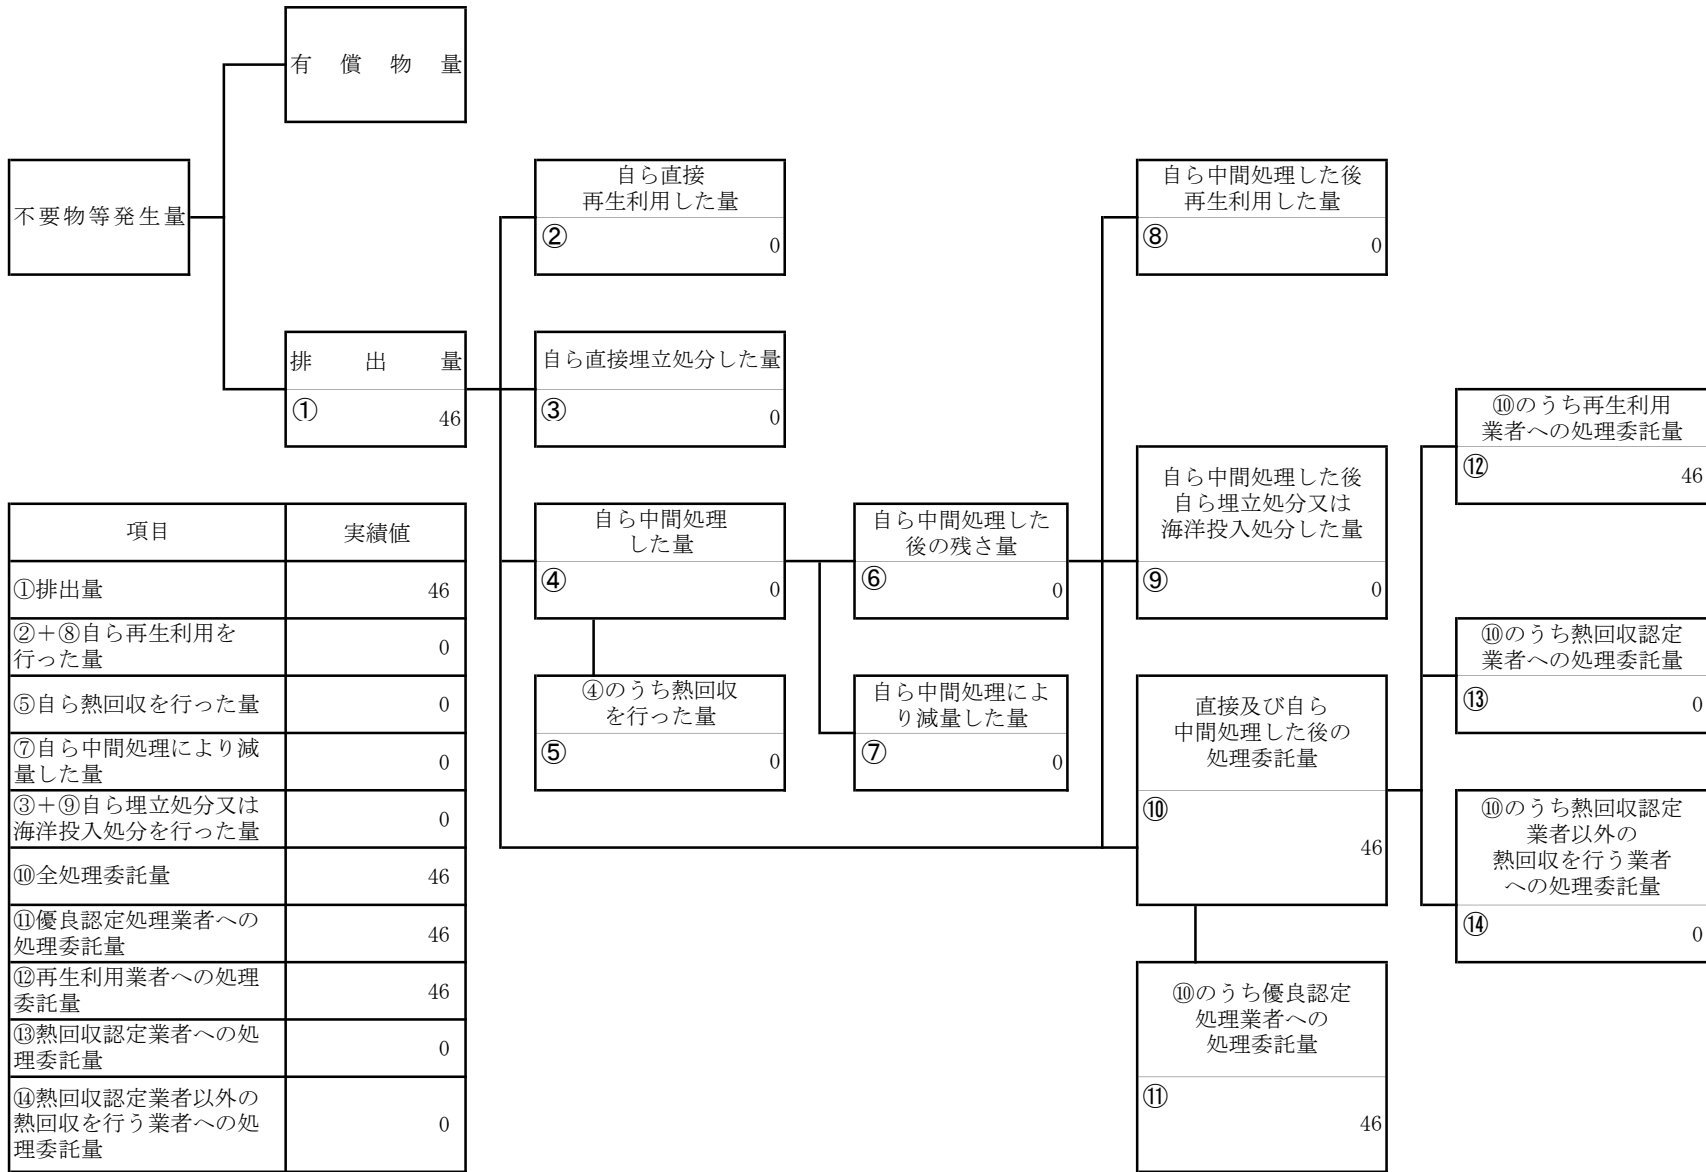 有償物量
不要物等発生量
自ら直接
再生利用した量
②
0
自ら中間処理した後
再生利用した量
⑧
0
排出量
①
46
自ら直接埋立処分した量
③
0
⑩のうち再生利用
業者への処理委託量
⑫
46
自ら中間処理
した量
④
0
自ら中間処理した
後の残さ量
⑥
0
自ら中間処理した後
自ら埋立処分又は
海洋投入処分した量
⑨
0
⑩のうち熱回収認定
業者への処理委託量
⑬
0
④のうち熱回収
を行った量
⑤
0
自ら中間処理によ
り減量した量
⑦
0
直接及び自ら
中間処理した後の
処理委託量
⑩
46
⑩のうち熱回収認定
業者以外の
熱回収を行う業者
への処理委託量
⑭
0
⑩のうち優良認定
処理業者への
処理委託量
⑪
46
項目 実績値
①排出量 46
②+⑧自ら再生利用を
行った量 0
⑤自ら熱回収を行った量 0
⑦自ら中間処理により減
量した量 0
③+⑨自ら埋立処分又は
海洋投入処分を行った量 0
⑩全処理委託量 46
⑪優良認定処理業者への
処理委託量 46
⑫再生利用業者への処理
委託量 46
⑬熱回収認定業者への処
理委託量 0
⑭熱回収認定業者以外の
熱回収を行う業者への処
理委託量 0